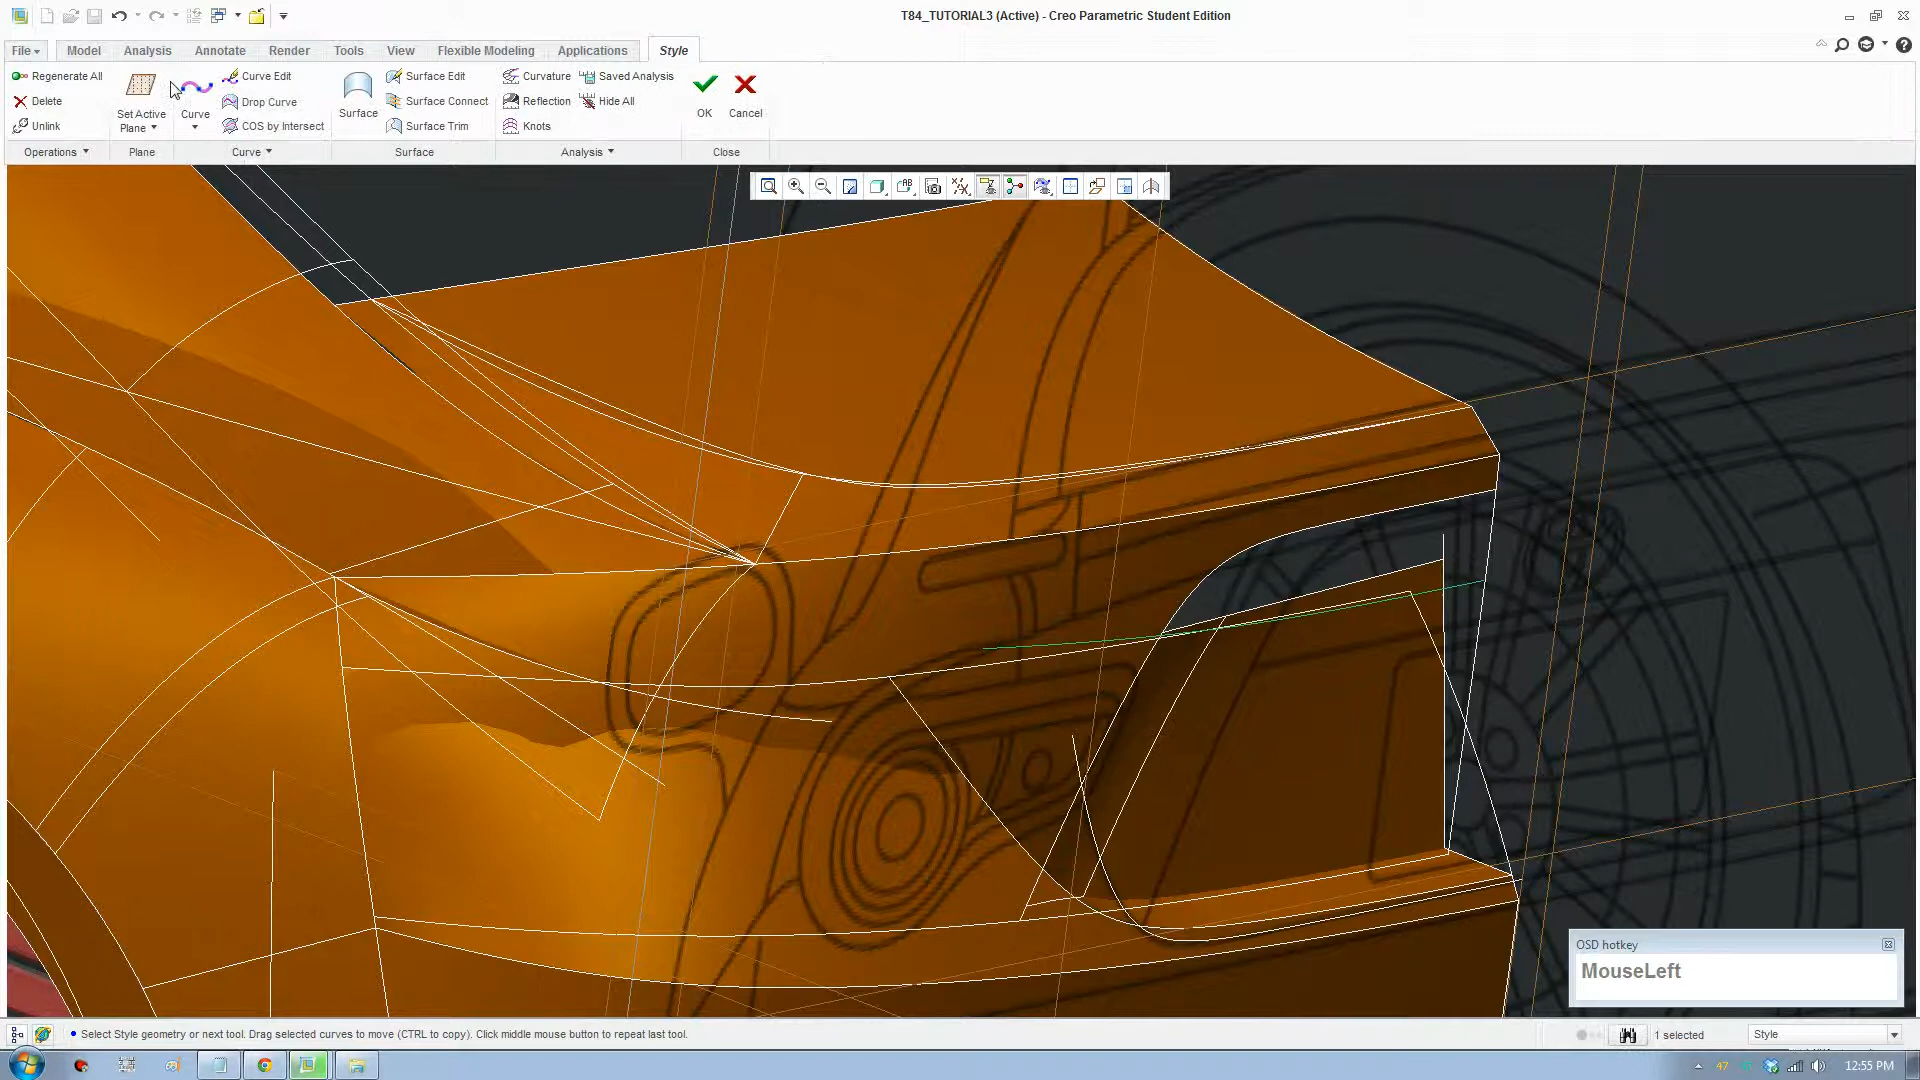 T84_TUTORIAL3 (Active) - Creo Parametric Student Edition
File Model Analysis Annotate Render Tools View Flexible Modeling Applications Style
Regenerate All
Delete
Unlink
Set Active
Plane
Curve
Curve Edit
Drop Curve
COS by Intersect
Surface
Surface Edit
Surface Connect
Surface Trim
Curvature
Reflection
Knots
Saved Analysis
Hide All
OK
Cancel
Operations Plane Curve Surface Analysis Close
OSD hotkey
MouseLeft
Select Style geometry or next tool. Drag selected curves to move (CTRL to copy). Click middle mouse button to repeat last tool.
1 selected
Style
47
12:55 PM